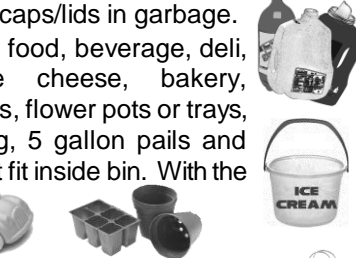 caps/lids in garbage.
food, beverage, deli,
cheese, bakery,
flower pots or trays,
5 gallon pails and
fit inside bin. With the
ICE
CREAM